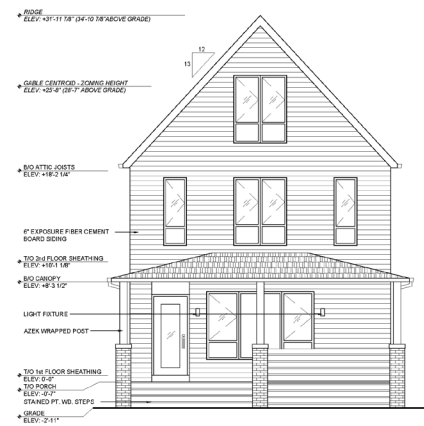 RIDGE
ELEV: +31'-11 7/8" (34'-10 7/8"ABOVE GRADE)
12
13
GABLE CENTROID - ZONING HEIGHT
ELEV: +25'-8" (28'-7" ABOVE GRADE)
B/O ATTIC JOISTS
ELEV: +18'-2 1/4"
6" EXPOSURE FIBER CEMENT
BOARD SIDING
T/O 2nd FLOOR SHEATHING
ELEV: +10'-1 1/8"
B/O CANOPY
ELEV: +8'-3 1/2"
LIGHT FIXTURE
AZEK WRAPPED POST
T/O 1st FLOOR SHEATHING
ELEV: 0'-0"
T/O PORCH
ELEV: -0'-7"
STAINED PT. WD. STEPS
GRADE
ELEV: -2'-11"